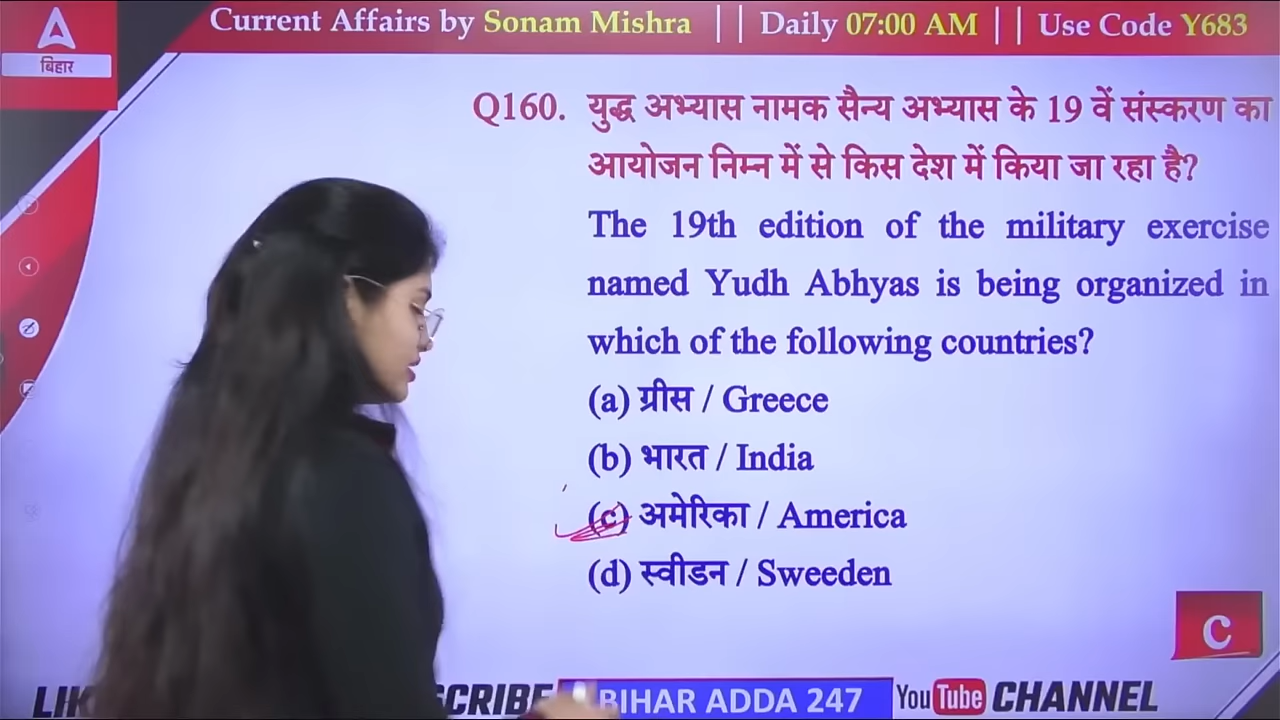 Current Affairs by Sonam Mishra || Daily 07:00 AM || Use Code Y683
बिहार
Q160. युद्ध अभ्यास नामक सैन्य अभ्यास के 19 वें संस्करण का
आयोजन निम्न में से किस देश में किया जा रहा है?
The 19th edition of the military exercise
named Yudh Abhyas is being organized in
which of the following countries?
(a) ग्रीस / Greece
(b) भारत / India
(c) अमेरिका / America
(d) स्वीडन / Sweeden
C
BIHAR ADDA 247 YouTube CHANNEL